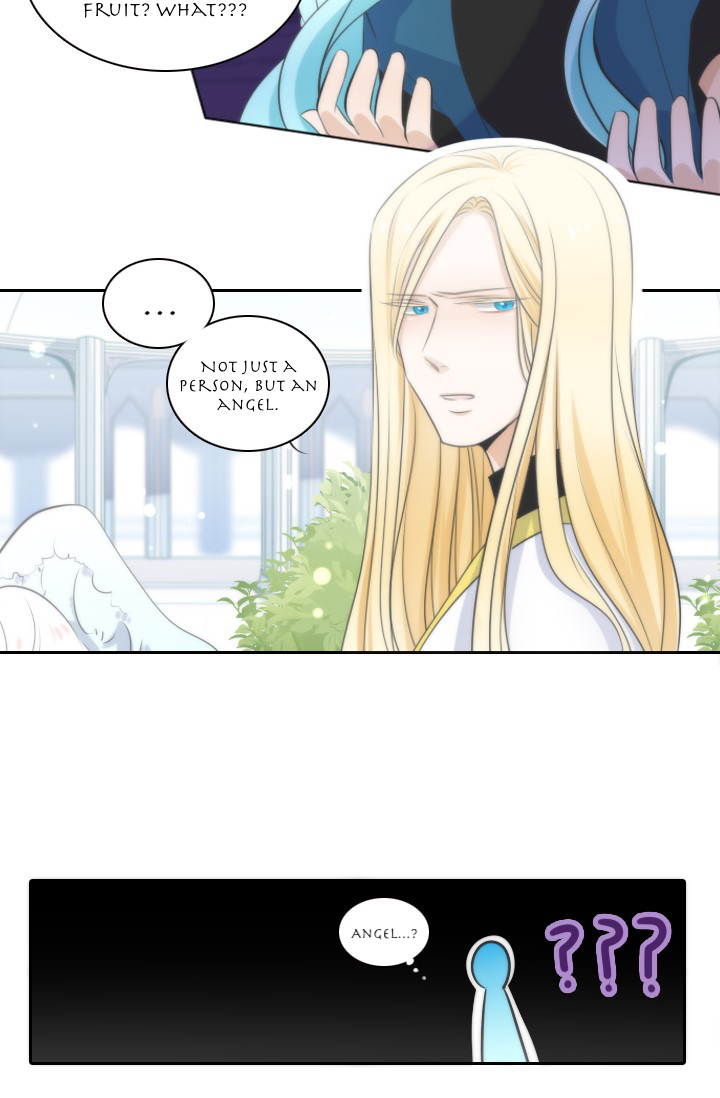 FRUIT? WHAT???
...
NOT JUST A
PERSON, BUT AN
ANGEL.
ANGEL...?
???